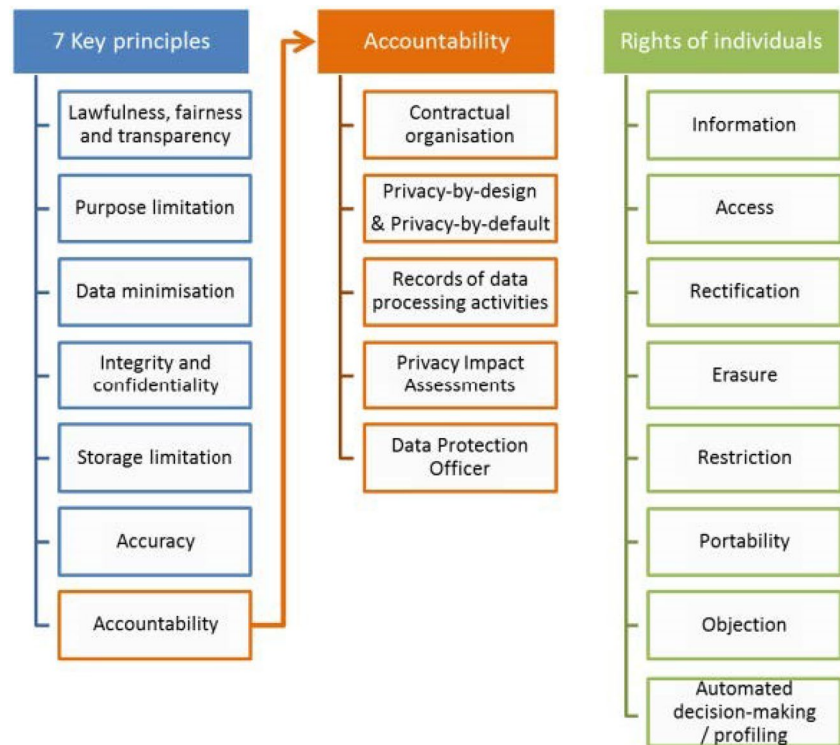 7 Key principles
Lawfulness, fairness
and transparency
Purpose limitation
Data minimisation
Integrity and
confidentiality
Storage limitation
Accuracy
Accountability
Accountability
Contractual
organisation
Privacy-by-design
& Privacy-by-default
Records of data
processing activities
Privacy Impact
Assessments
Data Protection
Officer
Rights of individuals
Information
Access
Rectification
Erasure
Restriction
Portability
Objection
Automated
decision-making
/ profiling